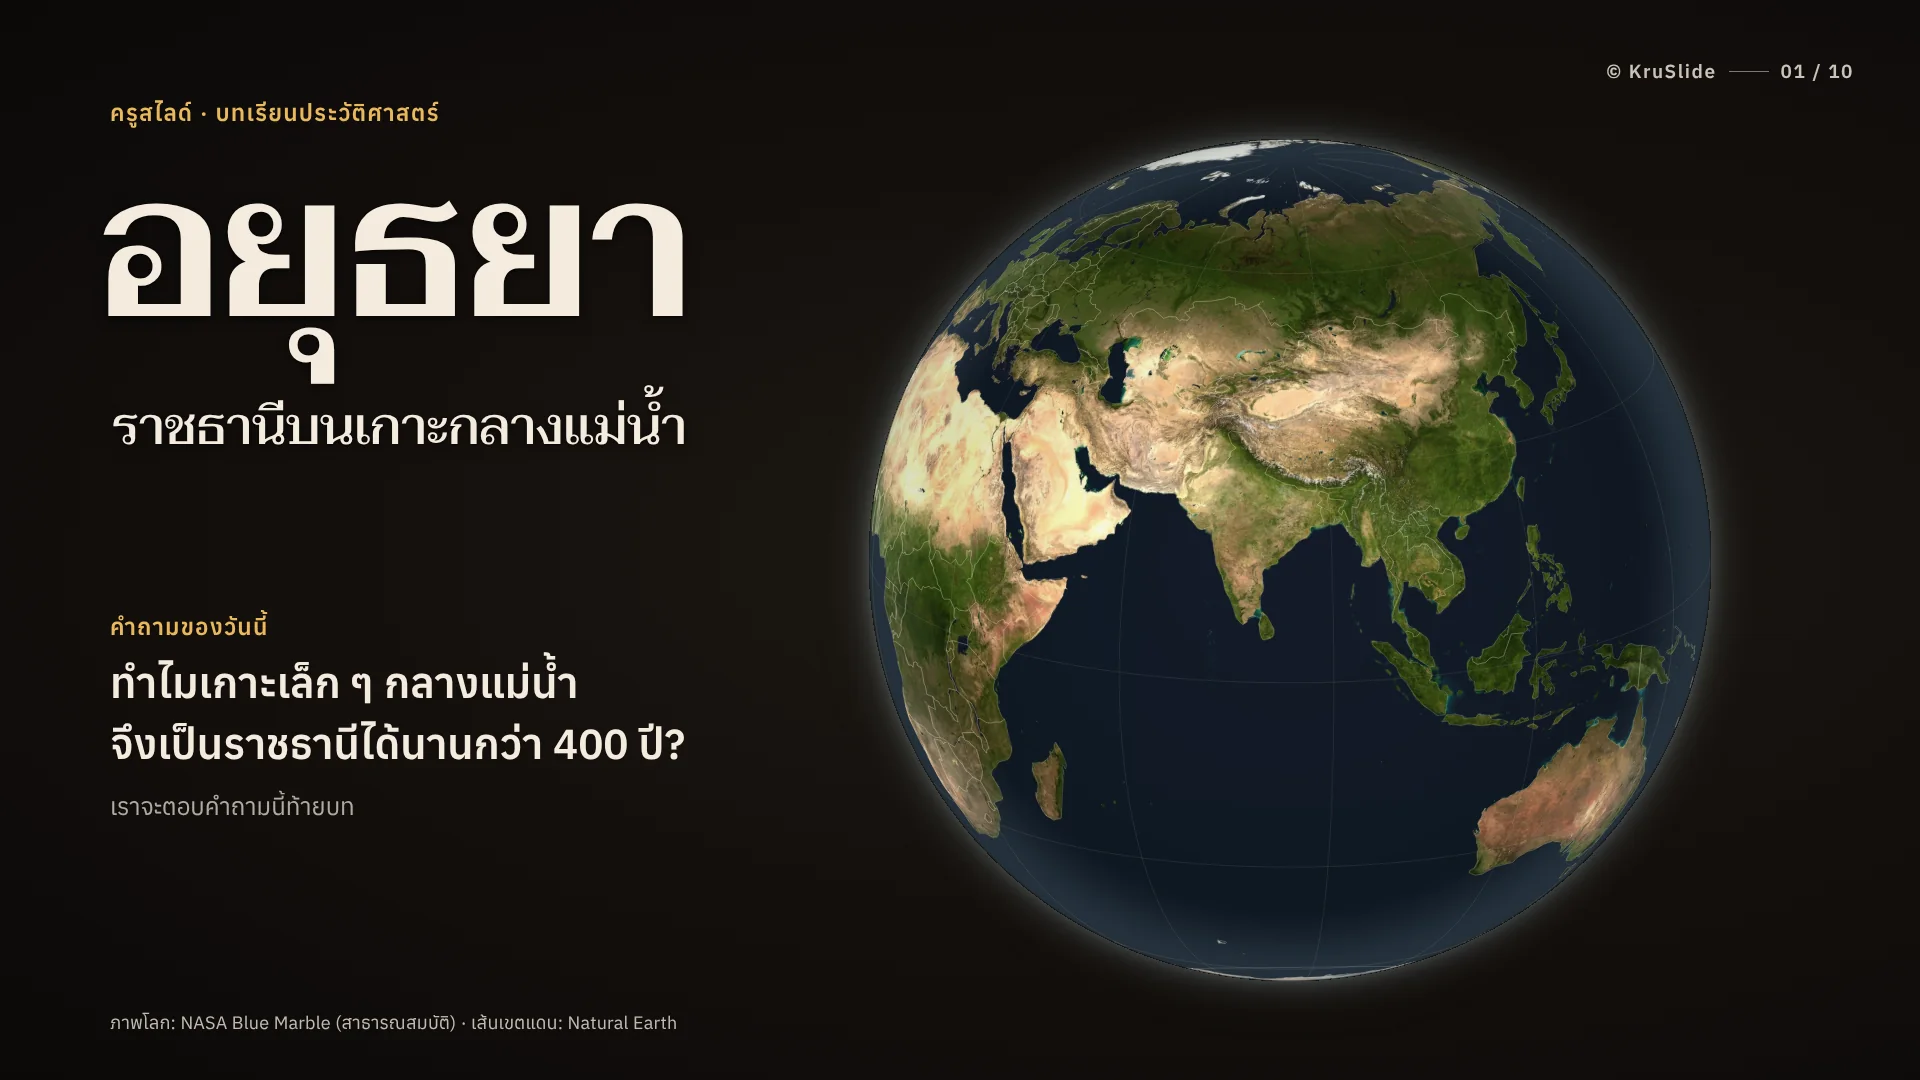 © KruSlide 01 / 10
ครูสไลด์ · บทเรียนประวัติศาสตร์
อยุธยา
ราชธานีบนเกาะกลางแม่น้ำ
คำถามของวันนี้
ทำไมเกาะเล็ก ๆ กลางแม่น้ำ
จึงเป็นราชธานีได้นานกว่า 400 ปี?
เราจะตอบคำถามนี้ท้ายบท
ภาพโลก: NASA Blue Marble (สาธารณสมบัติ) · เส้นเขตแดน: Natural Earth